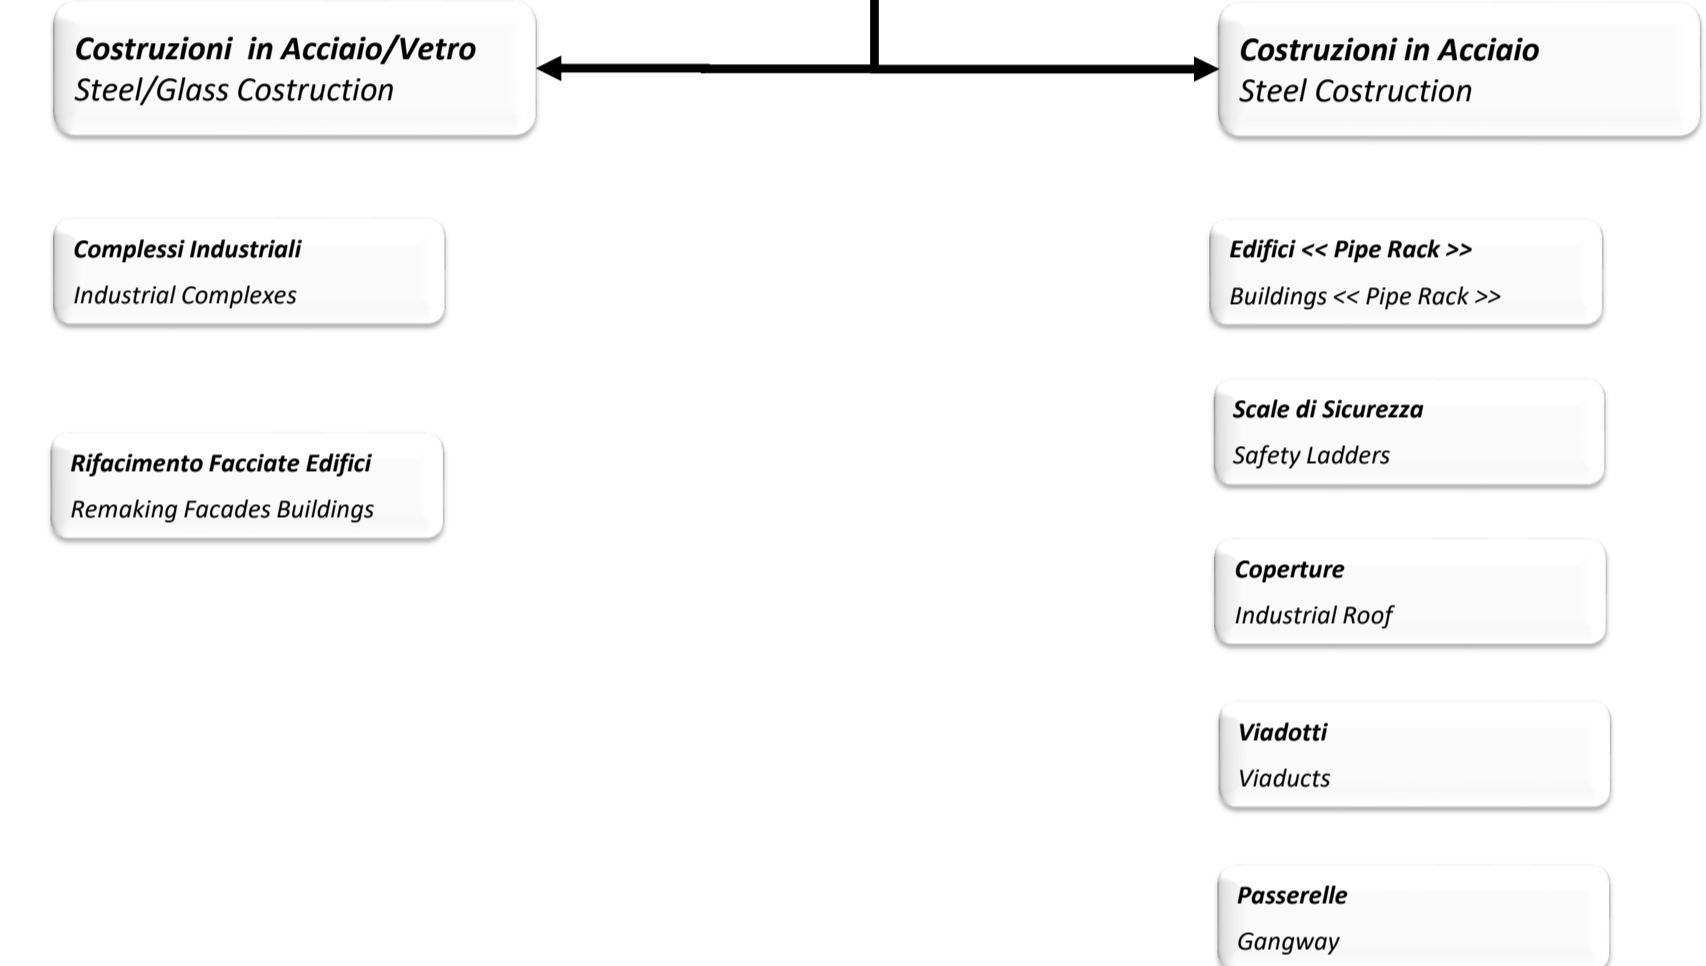 Costruzioni in Acciaio/Vetro
Steel/Glass Costruction
Costruzioni in Acciaio
Steel Costruction
Complessi Industriali
Industrial Complexes
Rifacimento Facciate Edifici
Remaking Facades Buildings
Edifici << Pipe Rack >>
Buildings << Pipe Rack >>
Scale di Sicurezza
Safety Ladders
Coperture
Industrial Roof
Viadotti
Viaducts
Passerelle
Gangway